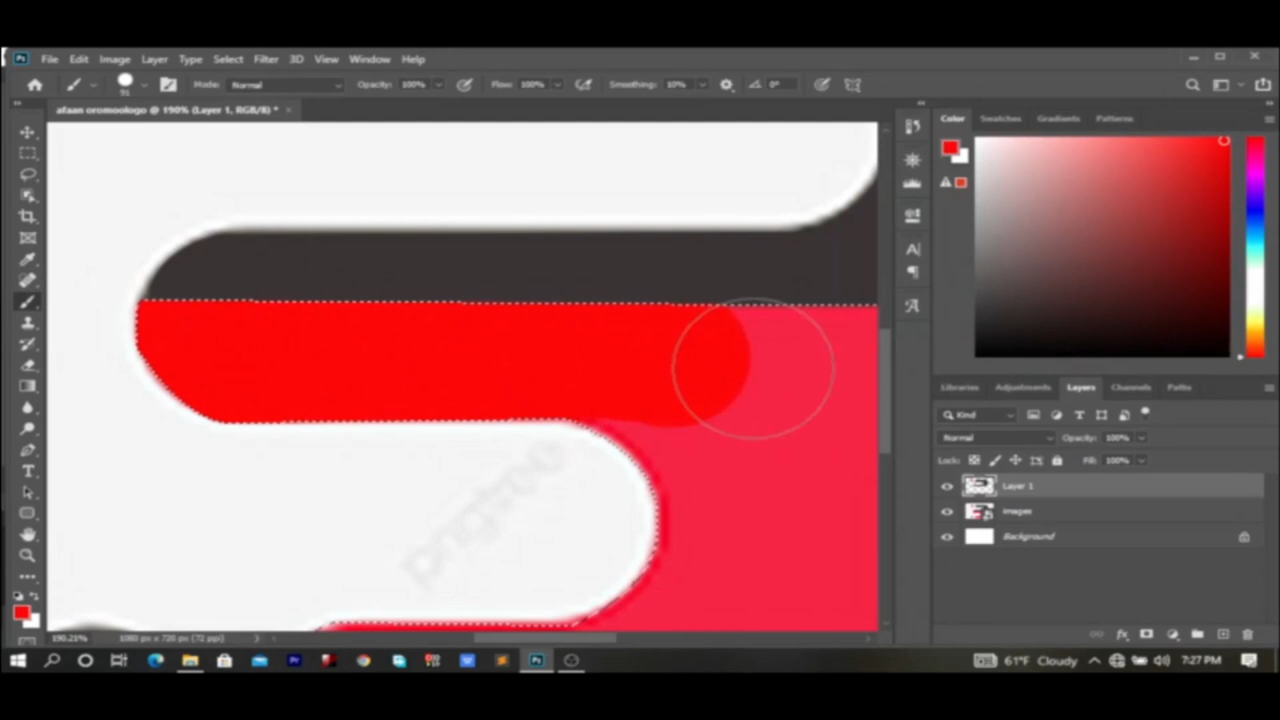 Ps File Edit Image Layer Type Select Filter 3D View Window Help
Mode: Normal Opacity: 100% Flow: 100% Smoothing: 10% 0°
afaan oromoologo @ 190% (Layer 1, RGB/8) *
Color Swatches Gradients Patterns
pngtree
Libraries Adjustments Layers Channels Paths
Kind
Normal Opacity: 100%
Lock: Fill: 100%
Layer 1
images
Background
190.21% 1080 px x 720 px (72 ppi)
61°F Cloudy 7:27 PM